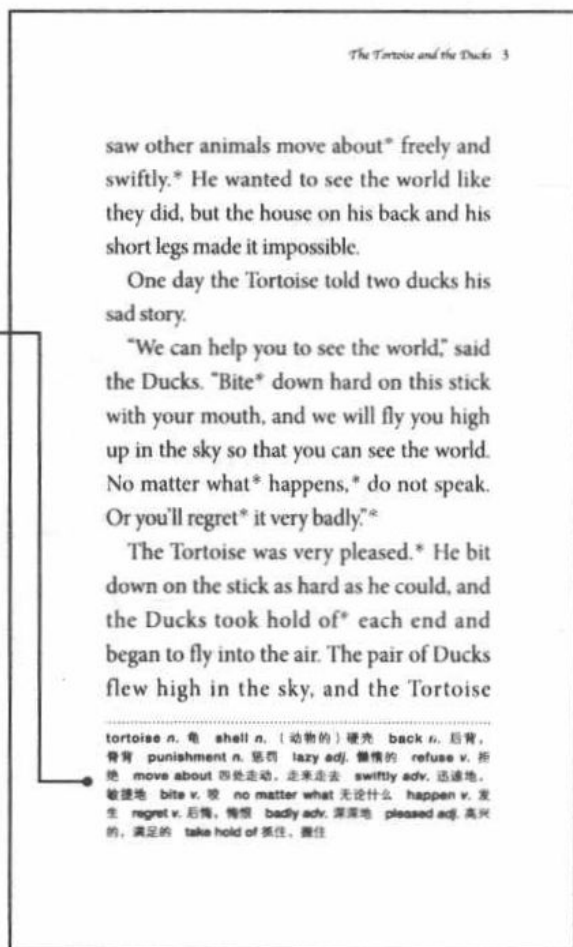 The Tortoise and the Ducks 3
saw other animals move about* freely and
swiftly.* He wanted to see the world like
they did, but the house on his back and his
short legs made it impossible.
One day the Tortoise told two ducks his
sad story.
"We can help you to see the world," said
the Ducks. "Bite* down hard on this stick
with your mouth, and we will fly you high
up in the sky so that you can see the world.
No matter what* happens,* do not speak.
Or you'll regret* it very badly."*
The Tortoise was very pleased.* He bit
down on the stick as hard as he could, and
the Ducks took hold of* each end and
began to fly into the air. The pair of Ducks
flew high in the sky, and the Tortoise
tortoise n. 龟 shell n. (动物的) 硬壳 back n. 后背,
脊背 punishment n. 惩罚 lazy adj. 懒惰的 refuse v. 拒
绝 move about 四处走动, 走来走去 swiftly adv. 迅速地,
敏捷地 bite v. 咬 no matter what 无论什么 happen v. 发
生 regret v. 后悔, 悔恨 badly adv. 深深地 pleased adj. 高兴
的, 满足的 take hold of 抓住, 握住